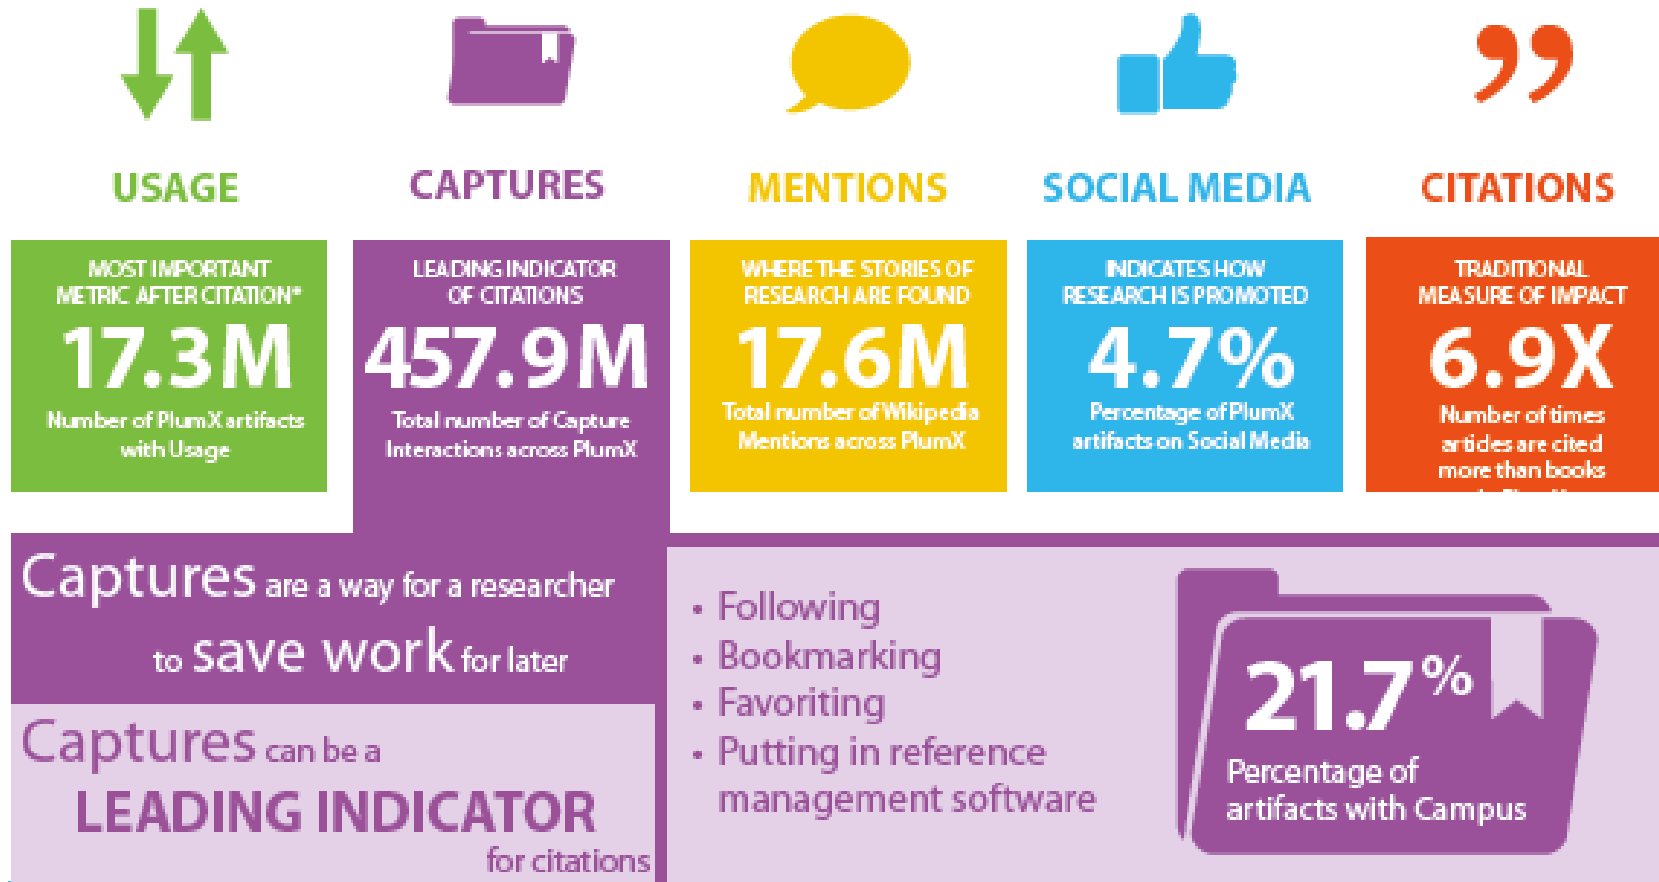 USAGE
CAPTURES
MENTIONS
SOCIAL MEDIA
CITATIONS
MOST IMPORTANT
METRIC AFTER CITATION*
17.3M
Number of PlumX artifacts
with Usage
LEADING INDICATOR
OF CITATIONS
457.9M
Total number of Capture
Interactions across PlumX
WHERE THE STORIES OF
RESEARCH ARE FOUND
17.6M
Total number of Wikipedia
Mentions across PlumX
INDICATES HOW
RESEARCH IS PROMOTED
4.7%
Percentage of PlumX
artifacts on Social Media
TRADITIONAL
MEASURE OF IMPACT
6.9X
Number of times
articles are cited
more than books
Captures are a way for a researcher
to save work for later
Captures can be a
LEADING INDICATOR
for citations
• Following
• Bookmarking
• Favoriting
• Putting in reference
management software
21.7%
Percentage of
artifacts with Campus